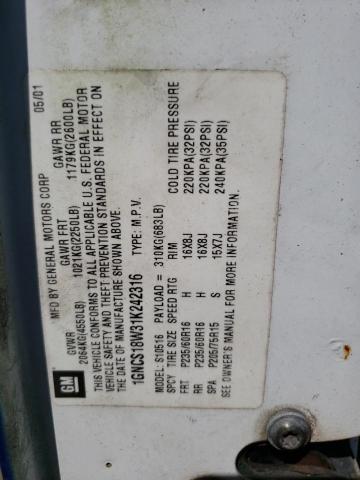 GM
MFD BY GENERAL MOTORS CORP 05/01
GVWR GAWR FRT GAWR RR
2064KG(4550LB) 1021KG(2250LB) 1179KG(2600LB)
THIS VEHICLE CONFORMS TO ALL APPLICABLE U.S. FEDERAL MOTOR
VEHICLE SAFETY AND THEFT PREVENTION STANDARDS IN EFFECT ON
THE DATE OF MANUFACTURE SHOWN ABOVE.
1GNCS18W31K242316 TYPE: M.P.V.
MODEL: S10516 PAYLOAD= 310KG(683LB)
SPCY TIRE SIZE SPEED RTG RIM COLD TIRE PRESSURE
FRT P235/60R16 H 16X8J 220KPA(32PSI)
RR P235/60R16 H 16X8J 220KPA(32PSI)
SPA P205/75R15 S 15X7J 240KPA(35PSI)
SEE OWNER'S MANUAL FOR MORE INFORMATION.